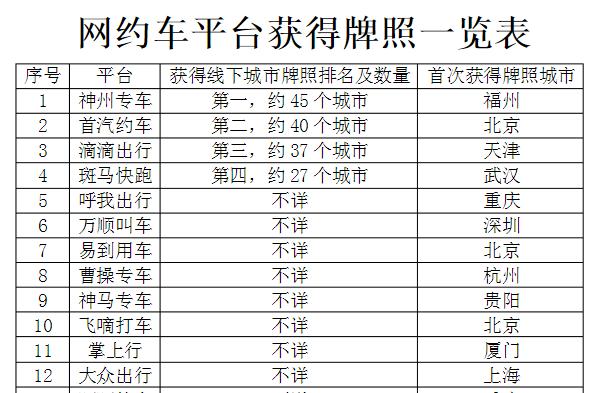 网约车平台获得牌照一览表
序号 平台 获得线下城市牌照排名及数量 首次获得牌照城市
1 神州专车 第一，约 45 个城市 福州
2 首汽约车 第二，约 40 个城市 北京
3 滴滴出行 第三，约 37 个城市 天津
4 斑马快跑 第四，约 27 个城市 武汉
5 呼我出行 不详 重庆
6 万顺叫车 不详 深圳
7 易到用车 不详 北京
8 曹操专车 不详 杭州
9 神马专车 不详 贵阳
10 飞嘀打车 不详 北京
11 掌上行 不详 厦门
12 大众出行 不详 上海